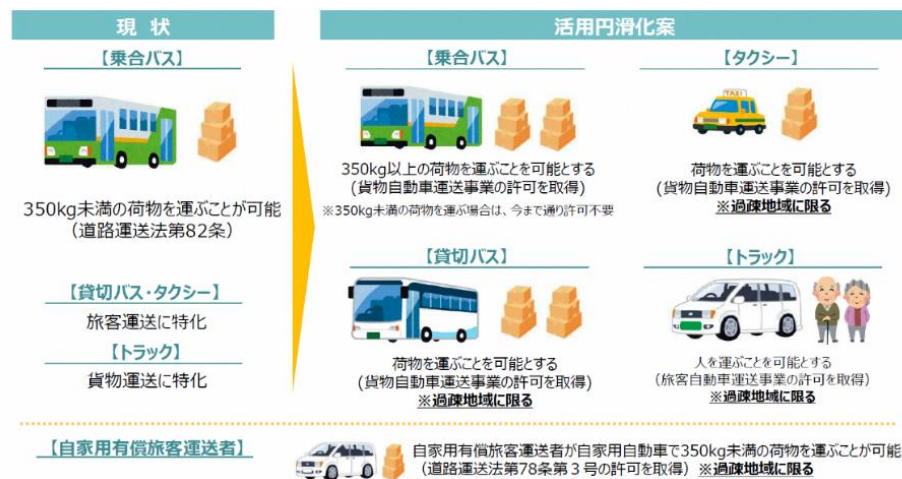 現 状
【乗合バス】
350kg未満の荷物を運ぶことが可能
(道路運送法第82条)
【貸切バス・タクシー】
旅客運送に特化
【トラック】
貨物運送に特化
活用円滑化案
【乗合バス】
350kg以上の荷物を運ぶことを可能とする
(貨物自動車運送事業の許可を取得)
※350kg未満の荷物を運ぶ場合は、今まで通り許可不要
【タクシー】
TAXI
荷物を運ぶことを可能とする
(貨物自動車運送事業の許可を取得)
※過疎地域に限る
【貸切バス】
荷物を運ぶことを可能とする
(貨物自動車運送事業の許可を取得)
※過疎地域に限る
【トラック】
人を運ぶことを可能とする
(旅客自動車運送事業の許可を取得)
※過疎地域に限る
【自家用有償旅客運送者】
自家用有償旅客運送者が自家用自動車で350kg未満の荷物を運ぶことが可能
(道路運送法第78条第3号の許可を取得) ※過疎地域に限る